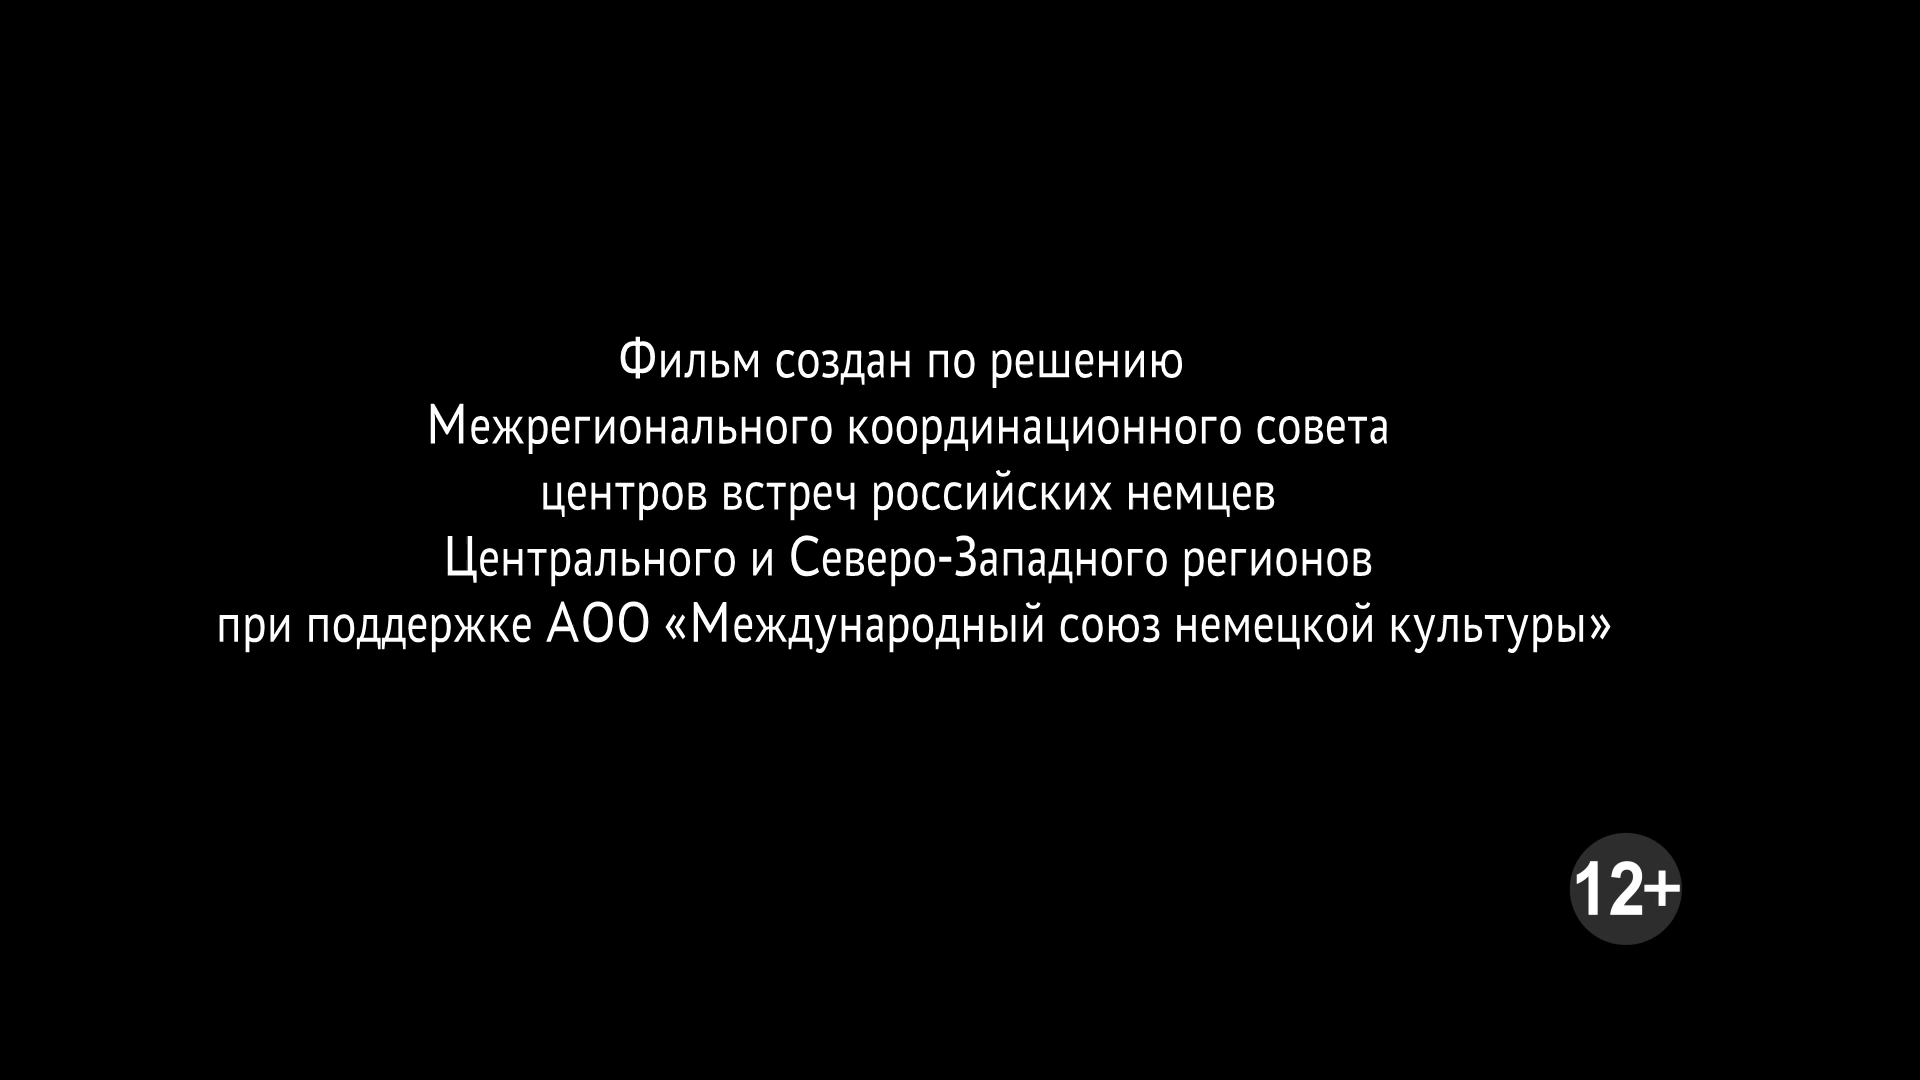 Фильм создан по решению
Межрегионального координационного совета
центров встреч российских немцев
Центрального и Северо-Западного регионов
при поддержке АОО «Международный союз немецкой культуры»
12+